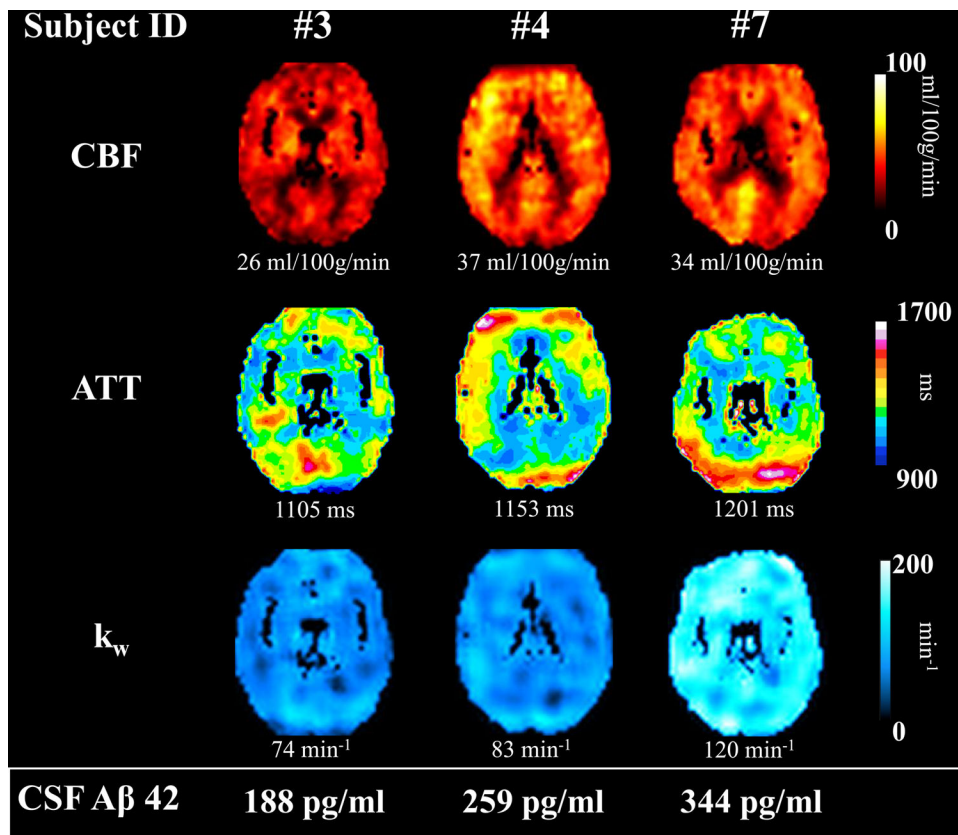 Subject ID #3 #4 #7
CBF
100
ml/100g/min
0
26 ml/100g/min 37 ml/100g/min 34 ml/100g/min
ATT
1700
ms
900
1105 ms 1153 ms 1201 ms
k_w
200
min⁻¹
0
74 min⁻¹ 83 min⁻¹ 120 min⁻¹
CSF Aβ 42 188 pg/ml 259 pg/ml 344 pg/ml